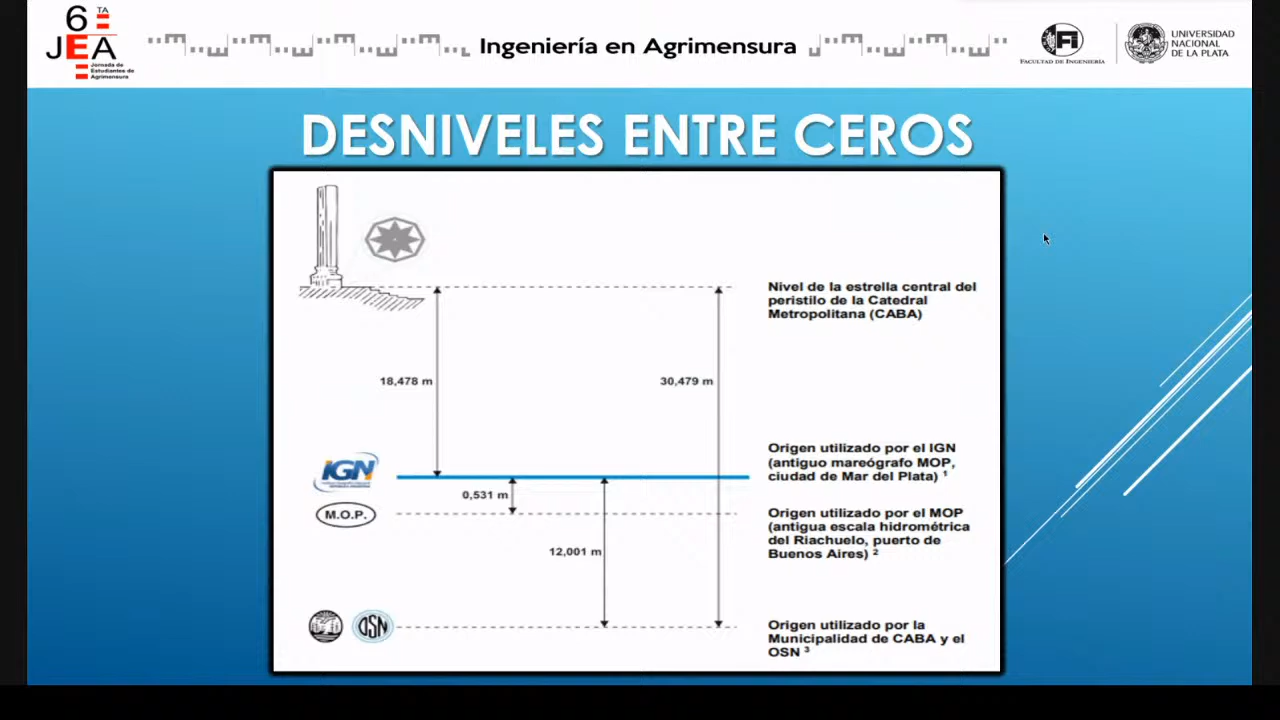 6
TA
JEA
Jornada de
Estudiantes de
Agrimensura
Ingeniería en Agrimensura
FI
FACULTAD DE INGENIERÍA
UNIVERSIDAD
NACIONAL
DE LA PLATA
DESNIVELES ENTRE CEROS
Nivel de la estrella central del
peristilo de la Catedral
Metropolitana (CABA)
18,478 m
30,479 m
IGN
Origen utilizado por el IGN
(antiguo mareógrafo MOP,
ciudad de Mar del Plata) ¹
0,531 m
M.O.P.
Origen utilizado por el MOP
(antigua escala hidrométrica
del Riachuelo, puerto de
Buenos Aires) ²
12,001 m
OSN
Origen utilizado por la
Municipalidad de CABA y el
OSN ³